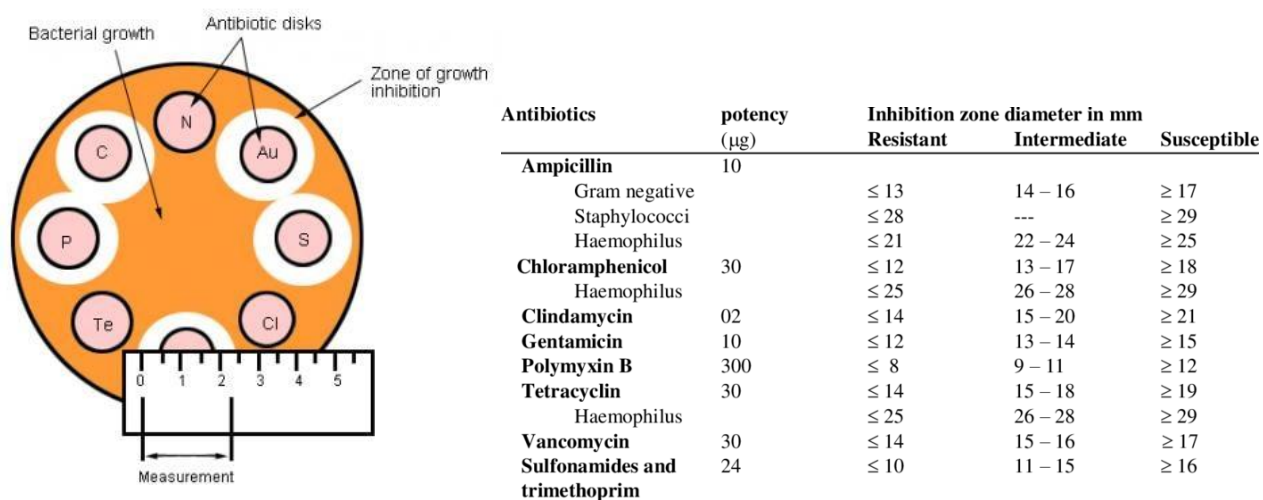 Antibiotic disks
Bacterial growth
Zone of growth
inhibition
N
C
Au
P
S
Te
Cl
0 1 2 3 4 5
Measurement
Antibiotics potency Inhibition zone diameter in mm
(µg) Resistant Intermediate Susceptible
Ampicillin 10
Gram negative ≤ 13 14 – 16 ≥ 17
Staphylococci ≤ 28 --- ≥ 29
Haemophilus ≤ 21 22 – 24 ≥ 25
Chloramphenicol 30 ≤ 12 13 – 17 ≥ 18
Haemophilus ≤ 25 26 – 28 ≥ 29
Clindamycin 02 ≤ 14 15 – 20 ≥ 21
Gentamicin 10 ≤ 12 13 – 14 ≥ 15
Polymyxin B 300 ≤ 8 9 – 11 ≥ 12
Tetracyclin 30 ≤ 14 15 – 18 ≥ 19
Haemophilus ≤ 25 26 – 28 ≥ 29
Vancomycin 30 ≤ 14 15 – 16 ≥ 17
Sulfonamides and 24 ≤ 10 11 – 15 ≥ 16
trimethoprim